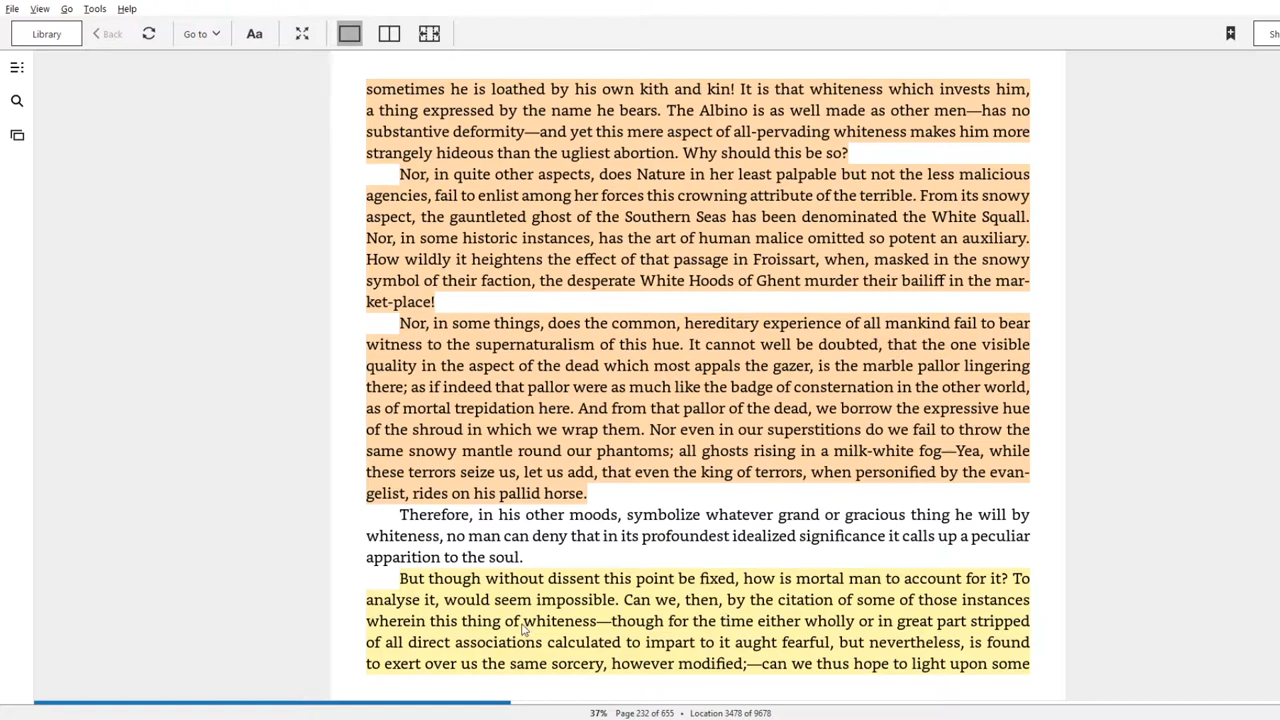 File View Go Tools Help
Library Back Go to Aa Sh
sometimes he is loathed by his own kith and kin! It is that whiteness which invests him,
a thing expressed by the name he bears. The Albino is as well made as other men—has no
substantive deformity—and yet this mere aspect of all-pervading whiteness makes him more
strangely hideous than the ugliest abortion. Why should this be so?
Nor, in quite other aspects, does Nature in her least palpable but not the less malicious
agencies, fail to enlist among her forces this crowning attribute of the terrible. From its snowy
aspect, the gauntleted ghost of the Southern Seas has been denominated the White Squall.
Nor, in some historic instances, has the art of human malice omitted so potent an auxiliary.
How wildly it heightens the effect of that passage in Froissart, when, masked in the snowy
symbol of their faction, the desperate White Hoods of Ghent murder their bailiff in the mar-
ket-place!
Nor, in some things, does the common, hereditary experience of all mankind fail to bear
witness to the supernaturalism of this hue. It cannot well be doubted, that the one visible
quality in the aspect of the dead which most appals the gazer, is the marble pallor lingering
there; as if indeed that pallor were as much like the badge of consternation in the other world,
as of mortal trepidation here. And from that pallor of the dead, we borrow the expressive hue
of the shroud in which we wrap them. Nor even in our superstitions do we fail to throw the
same snowy mantle round our phantoms; all ghosts rising in a milk-white fog—Yea, while
these terrors seize us, let us add, that even the king of terrors, when personified by the evan-
gelist, rides on his pallid horse.
Therefore, in his other moods, symbolize whatever grand or gracious thing he will by
whiteness, no man can deny that in its profoundest idealized significance it calls up a peculiar
apparition to the soul.
But though without dissent this point be fixed, how is mortal man to account for it? To
analyse it, would seem impossible. Can we, then, by the citation of some of those instances
wherein this thing of whiteness—though for the time either wholly or in great part stripped
of all direct associations calculated to impart to it aught fearful, but nevertheless, is found
to exert over us the same sorcery, however modified;—can we thus hope to light upon some
37% Page 232 of 655 • Location 3478 of 9678